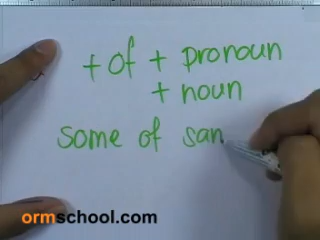 + of + pronoun
+ noun
some of san
ormschool.com